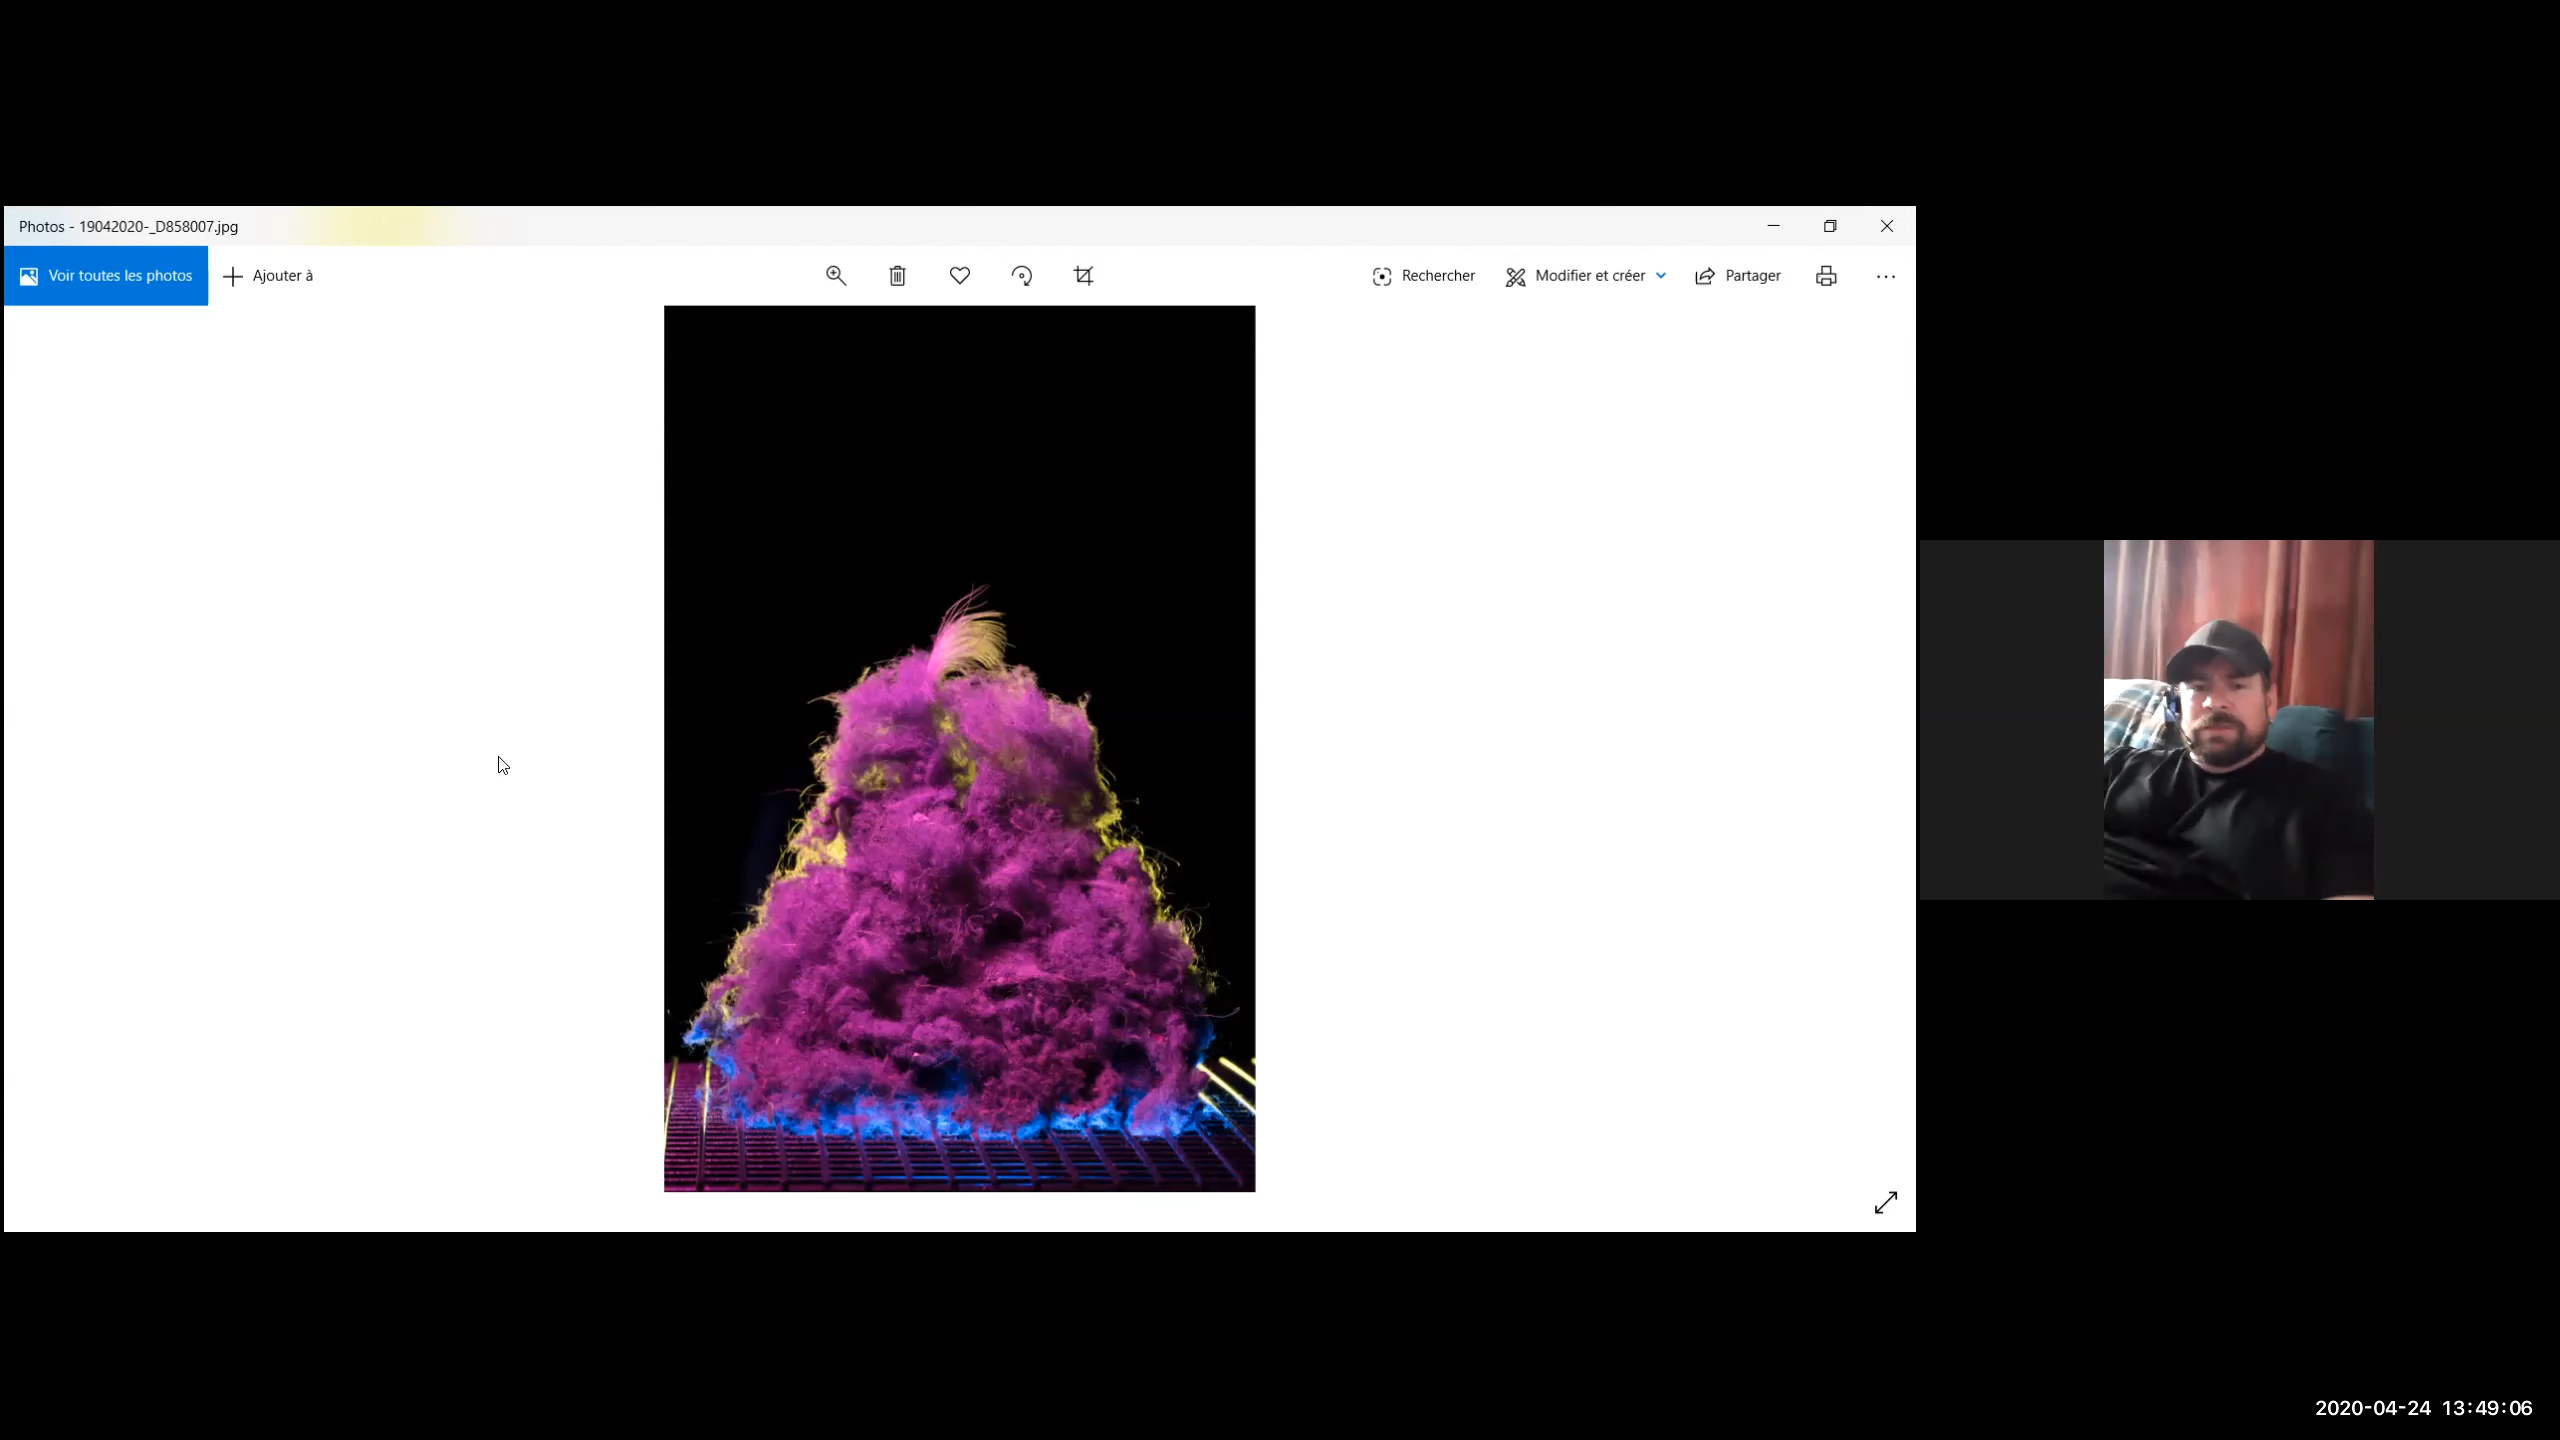 Photos - 19042020-_D858007.jpg
Voir toutes les photos Ajouter à Rechercher Modifier et créer Partager
2020-04-24 13:49:06